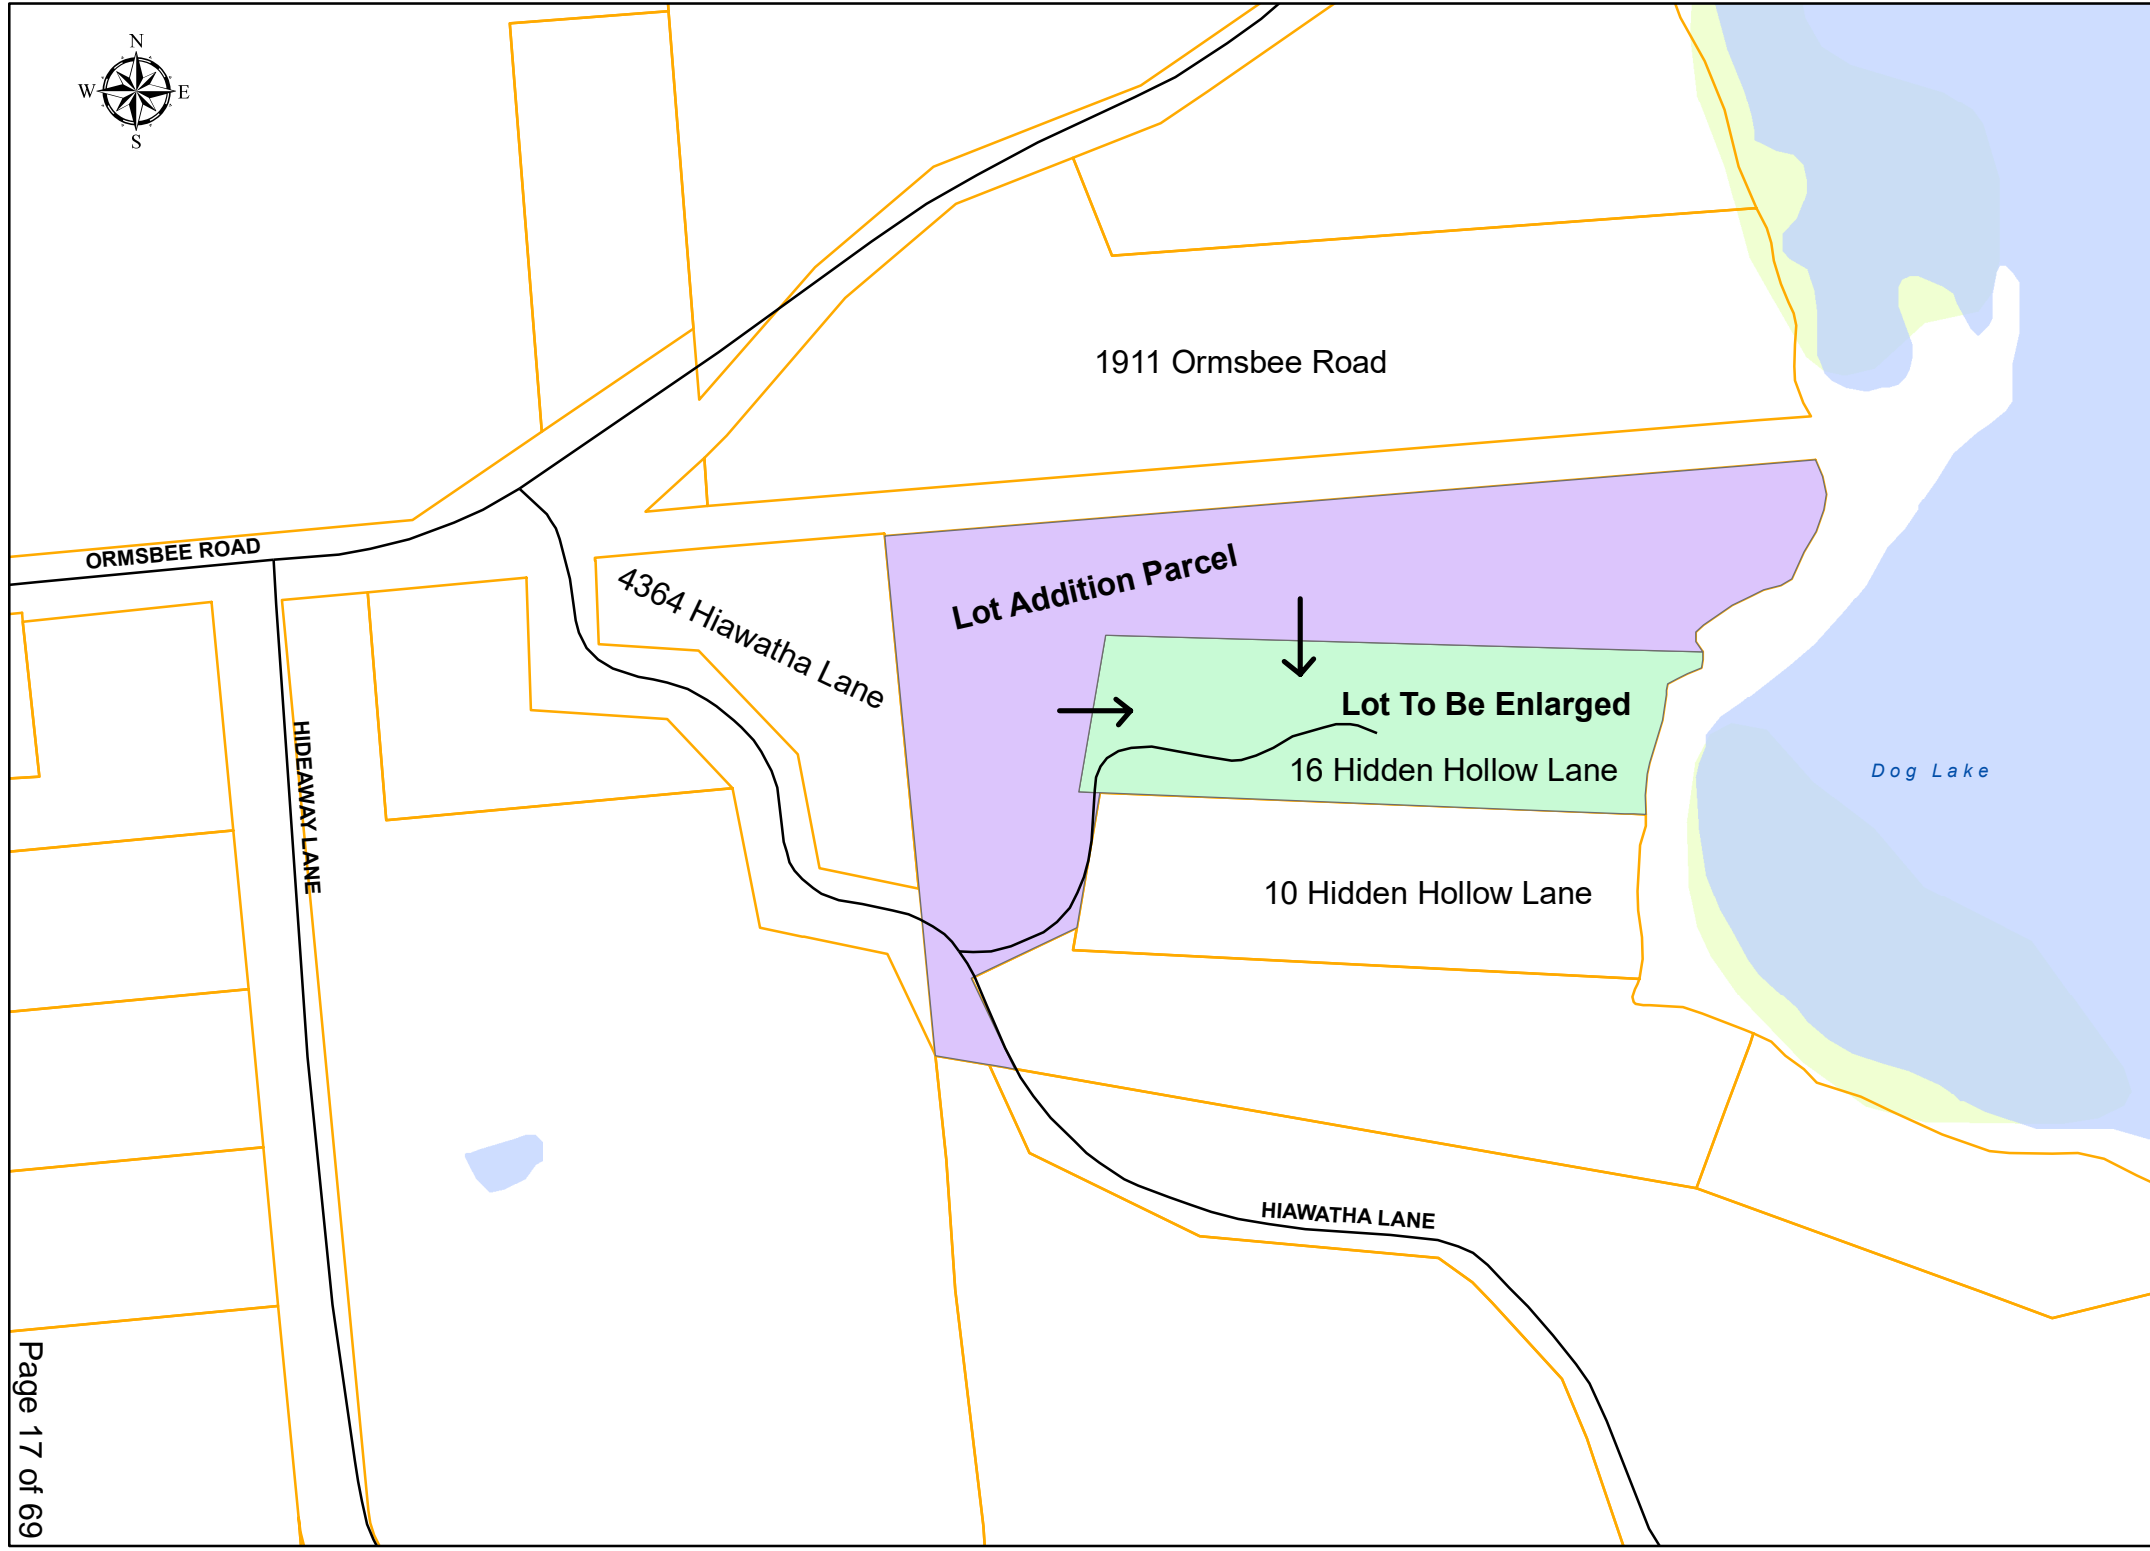 N
W E
S
1911 Ormsbee Road
ORMSBEE ROAD
Lot Addition Parcel
4364 Hiawatha Lane
Lot To Be Enlarged
HIDEAWAY LANE
16 Hidden Hollow Lane
Dog Lake
10 Hidden Hollow Lane
HIAWATHA LANE
Page 17 of 69